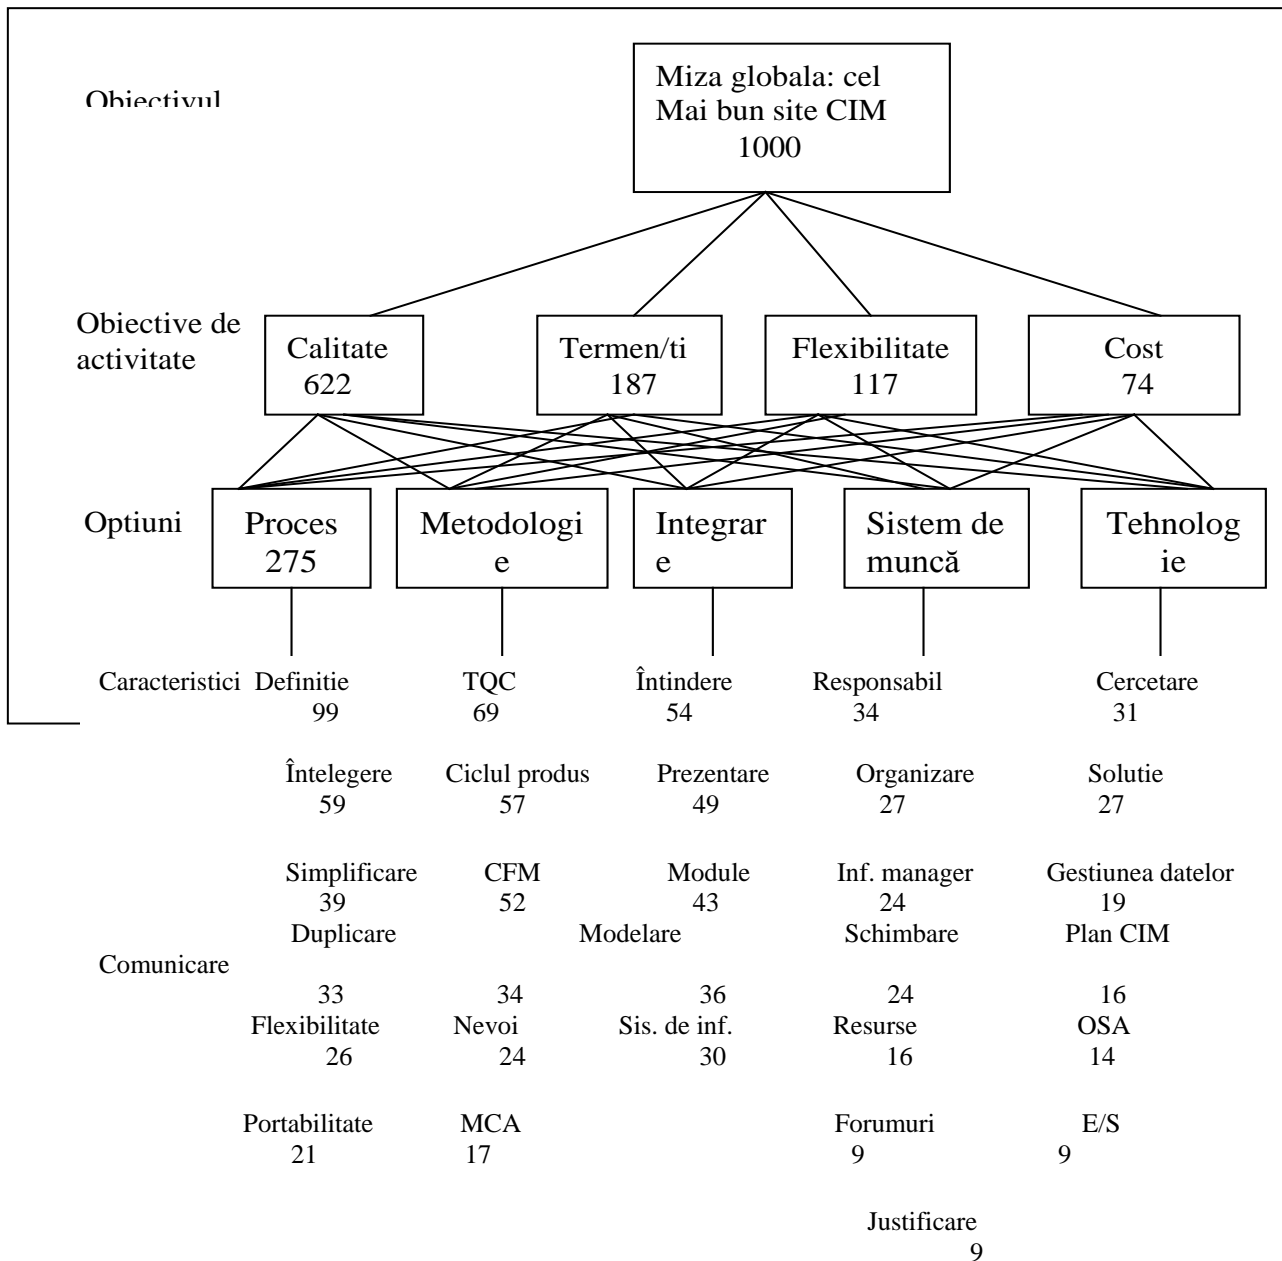 Miza globala: cel
Mai bun site CIM
1000
Obiectivul
Obiective de
activitate
Calitate
622
Termen/ti
187
Flexibilitate
117
Cost
74
Optiuni
Proces
275
Metodologi
e
Integrar
e
Sistem de
muncă
Tehnolog
ie
Caracteristici Definitie TQC Întindere Responsabil Cercetare
99 69 54 34 31
Întelegere Ciclul produs Prezentare Organizare Solutie
59 57 49 27 27
Simplificare CFM Module Inf. manager Gestiunea datelor
39 52 43 24 19
Duplicare Modelare Schimbare Plan CIM
Comunicare
33 34 36 24 16
Flexibilitate Nevoi Sis. de inf. Resurse OSA
26 24 30 16 14
Portabilitate MCA Forumuri E/S
21 17 9 9
Justificare
9